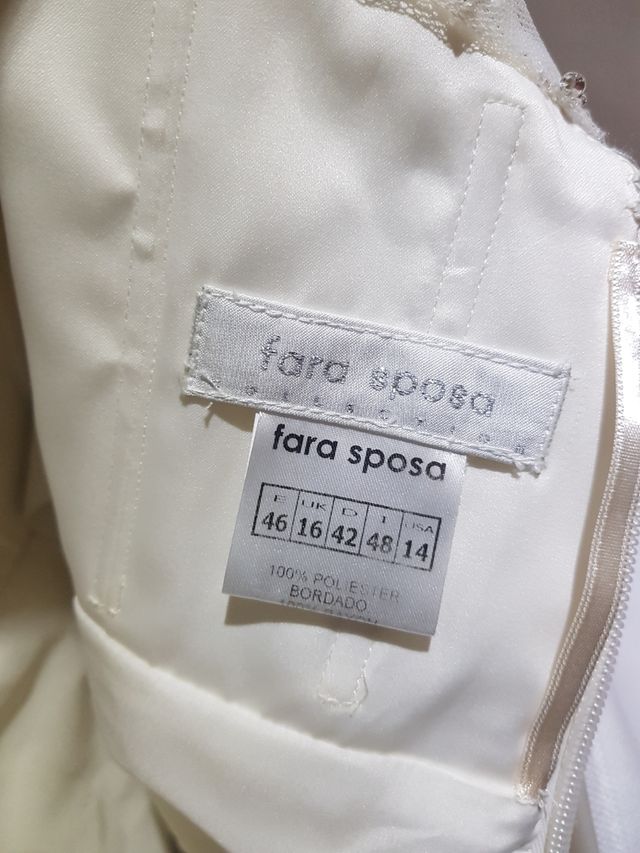 fara sposa
fara sposa
E UK D I USA
46 16 42 48 14
100% POLIESTER
BORDADO